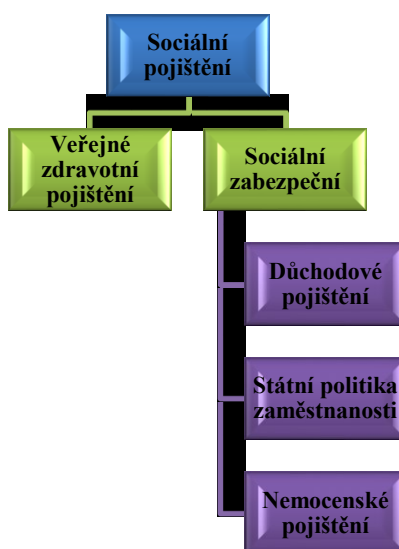 Sociální
pojištění
Veřejné
zdravotní
pojištění
Sociální
zabezpeční
Důchodové
pojištění
Státní politika
zaměstnanosti
Nemocenské
pojištění